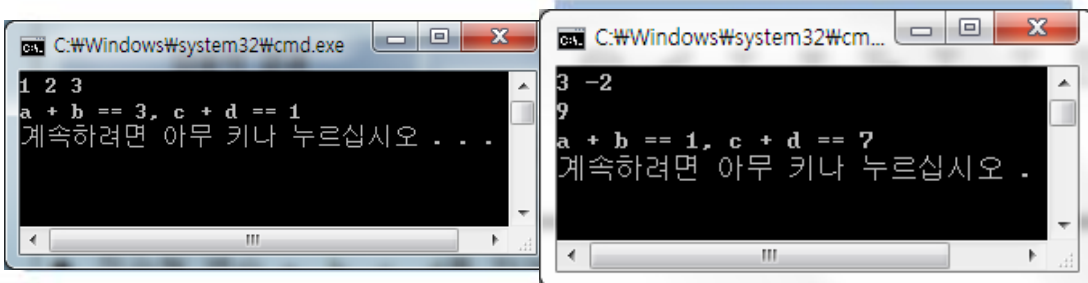 C:₩Windows₩system32₩cmd.exe
1 2 3
a + b == 3, c + d == 1
계속하려면 아무 키나 누르십시오 . . .
C:₩Windows₩system32₩cm...
3 -2
9
a + b == 1, c + d == 7
계속하려면 아무 키나 누르십시오 .